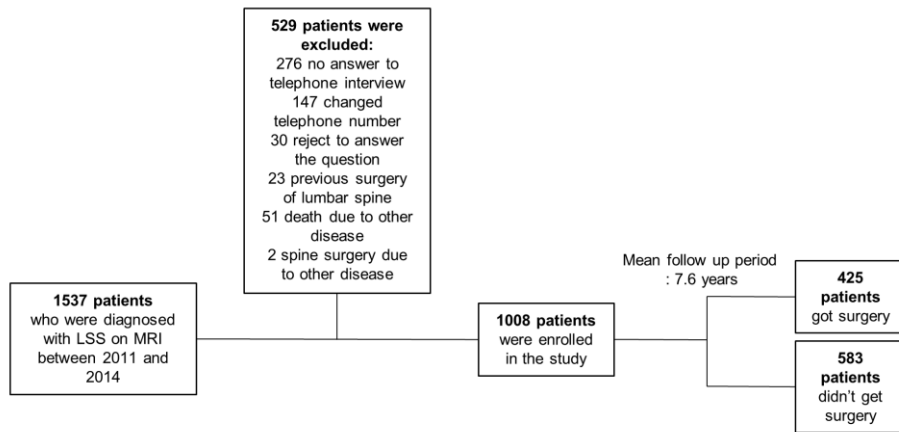 529 patients were
excluded:
276 no answer to
telephone interview
147 changed
telephone number
30 reject to answer
the question
23 previous surgery
of lumbar spine
51 death due to other
disease
2 spine surgery due
to other disease
1537 patients
who were diagnosed
with LSS on MRI
between 2011 and
2014
1008 patients
were enrolled
in the study
Mean follow up period
: 7.6 years
425
patients
got surgery
583
patients
didn’t get
surgery